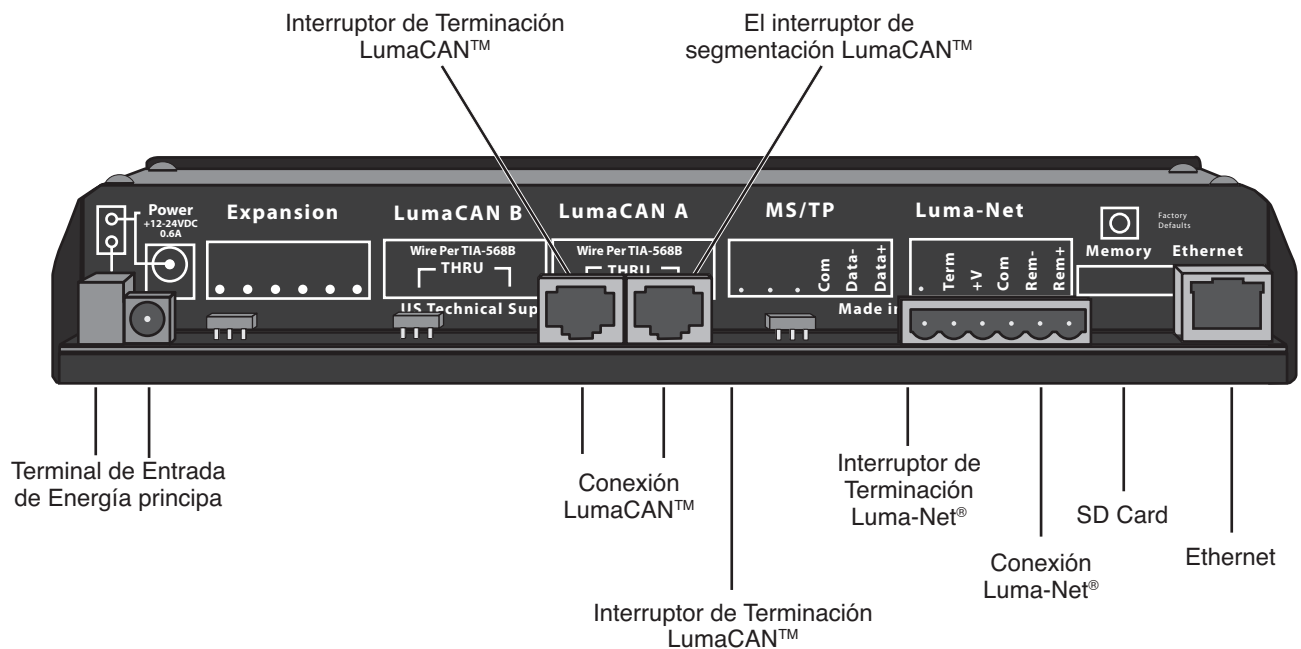 Interruptor de Terminación
LumaCAN™
El interruptor de
segmentación LumaCAN™
Power
+12-24VDC
0.6A
Expansion
LumaCAN B
Wire Per TIA-568B
THRU
LumaCAN A
Wire Per TIA-568B
THRU
US Technical Sup
MS/TP
Com
Data-
Data+
Made in
Luma-Net
Term
+V
Com
Rem-
Rem+
Factory
Defaults
Memory
Ethernet
Terminal de Entrada
de Energía principa
Conexión
LumaCAN™
Interruptor de Terminación
LumaCAN™
Interruptor de
Terminación
Luma-Net®
Conexión
Luma-Net®
SD Card
Ethernet